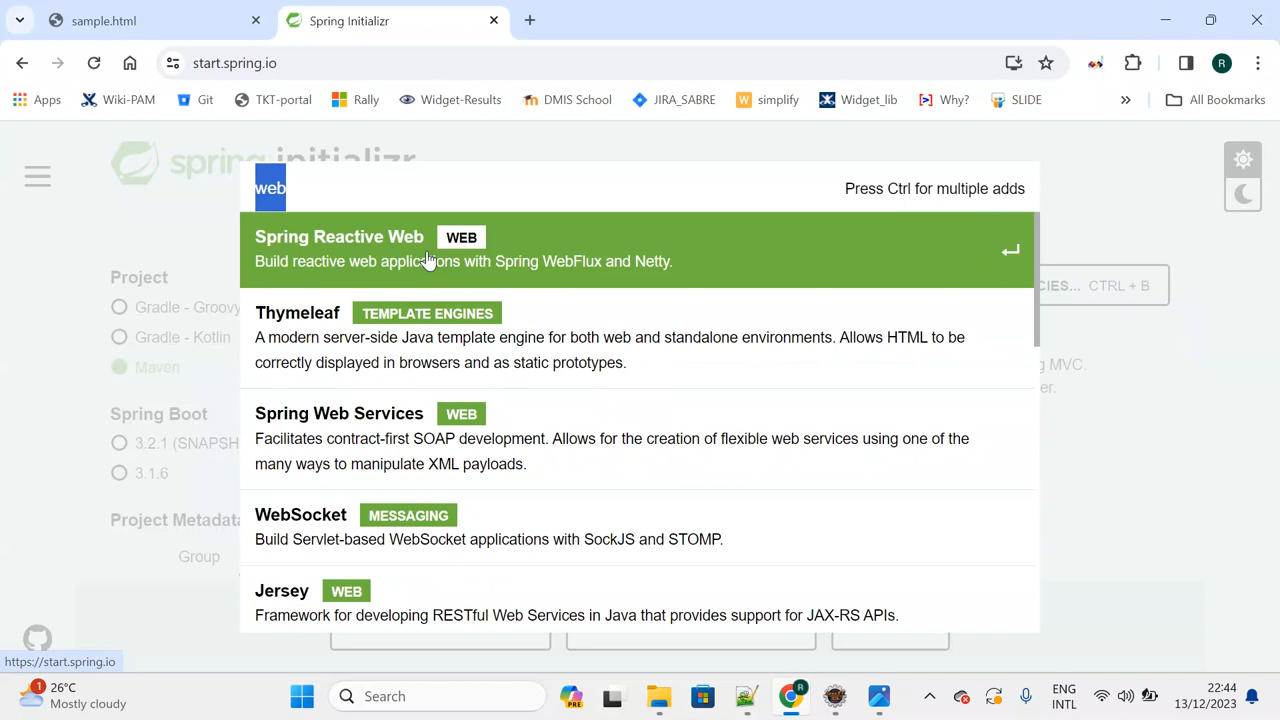 sample.html
Spring Initializr
start.spring.io
Apps
Wiki-PAM
Git
TKT-portal
Rally
Widget-Results
DMIS School
JIRA_SABRE
simplify
Widget_lib
Why?
SLIDE
»
All Bookmarks
R
spring initializr
web
Press Ctrl for multiple adds
Spring Reactive Web WEB
Build reactive web applications with Spring WebFlux and Netty.
Thymeleaf TEMPLATE ENGINES
A modern server-side Java template engine for both web and standalone environments. Allows HTML to be
correctly displayed in browsers and as static prototypes.
Spring Web Services WEB
Facilitates contract-first SOAP development. Allows for the creation of flexible web services using one of the
many ways to manipulate XML payloads.
WebSocket MESSAGING
Build Servlet-based WebSocket applications with SockJS and STOMP.
Jersey WEB
Framework for developing RESTful Web Services in Java that provides support for JAX-RS APIs.
Project
Gradle - Groovy
Gradle - Kotlin
Maven
Spring Boot
3.2.1 (SNAPSH
3.1.6
Project Metadata
Group
CIES... CTRL + B
g MVC.
er.
https://start.spring.io
1
26°C
Mostly cloudy
Search
PRE
R
ENG
INTL
22:44
13/12/2023